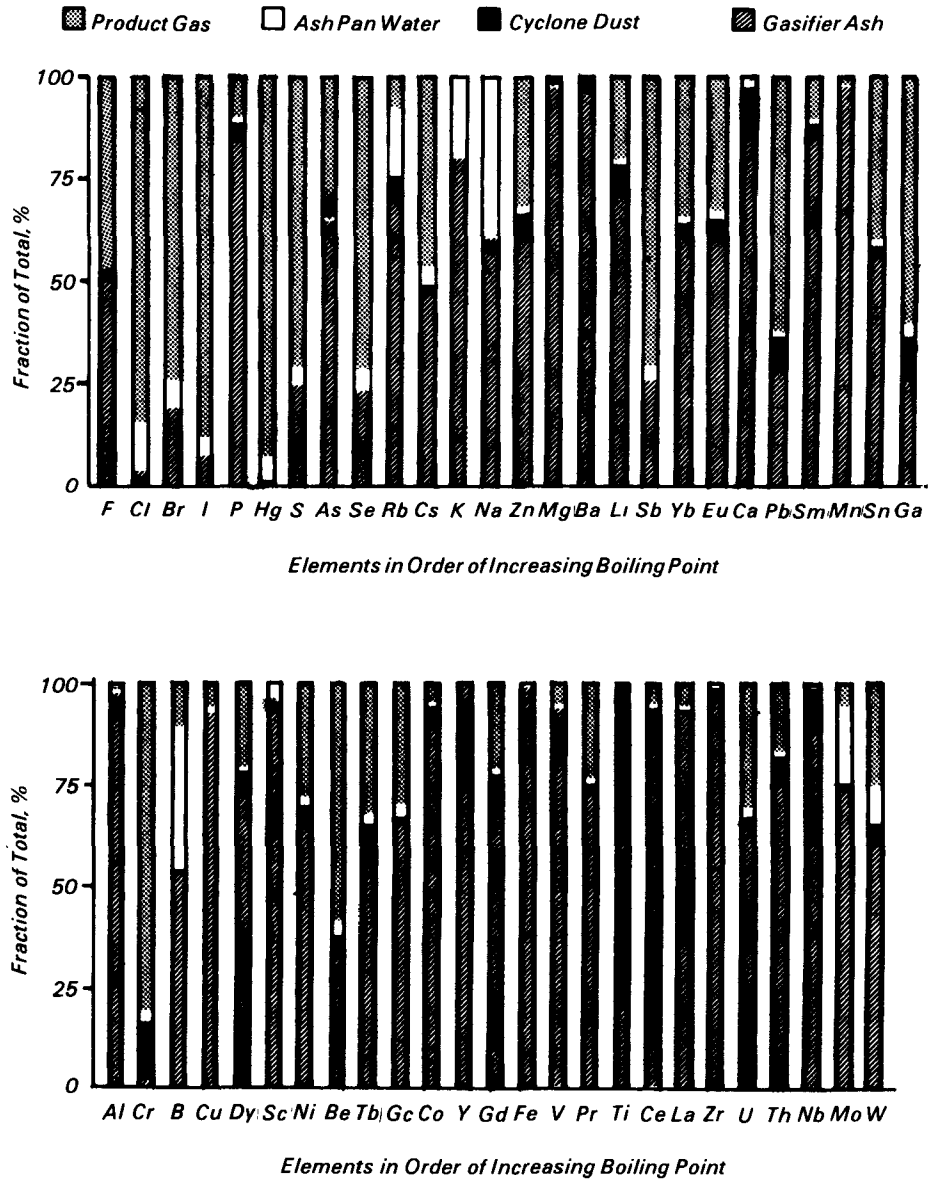 Product Gas Ash Pan Water Cyclone Dust Gasifier Ash
100
75
50
25
0
Fraction of Total, %
F Cl Br I P Hg S As Se Rb Cs K Na Zn Mg Ba Li Sb Yb Eu Ca Pb Sm Mn Sn Ga
Elements in Order of Increasing Boiling Point
100
75
50
25
0
Fraction of Total, %
Al Cr B Cu Dy Sc Ni Be Tb Gc Co Y Gd Fe V Pr Ti Ce La Zr U Th Nb Mo W
Elements in Order of Increasing Boiling Point